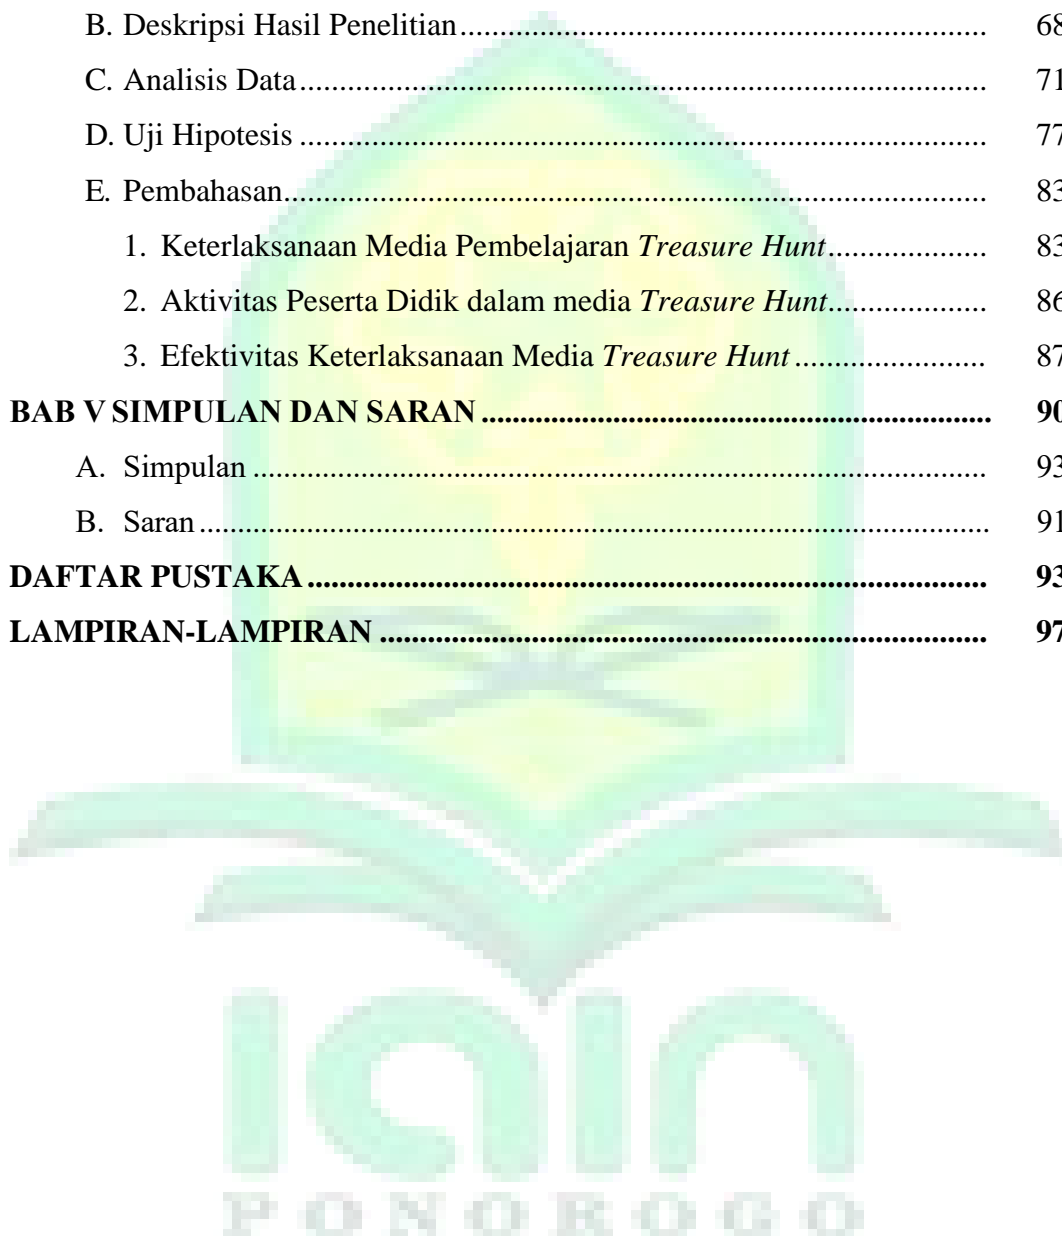 B. Deskripsi Hasil Penelitian................................................................... 68
C. Analisis Data........................................................................................ 71
D. Uji Hipotesis ........................................................................................ 77
E. Pembahasan.......................................................................................... 83
1. Keterlaksanaan Media Pembelajaran Treasure Hunt.................... 83
2. Aktivitas Peserta Didik dalam media Treasure Hunt.................... 86
3. Efektivitas Keterlaksanaan Media Treasure Hunt ........................ 87
BAB V SIMPULAN DAN SARAN ................................................................. 90
A. Simpulan .............................................................................................. 93
B. Saran ..................................................................................................... 91
DAFTAR PUSTAKA ....................................................................................... 93
LAMPIRAN-LAMPIRAN .............................................................................. 97
iain
PONOROGO